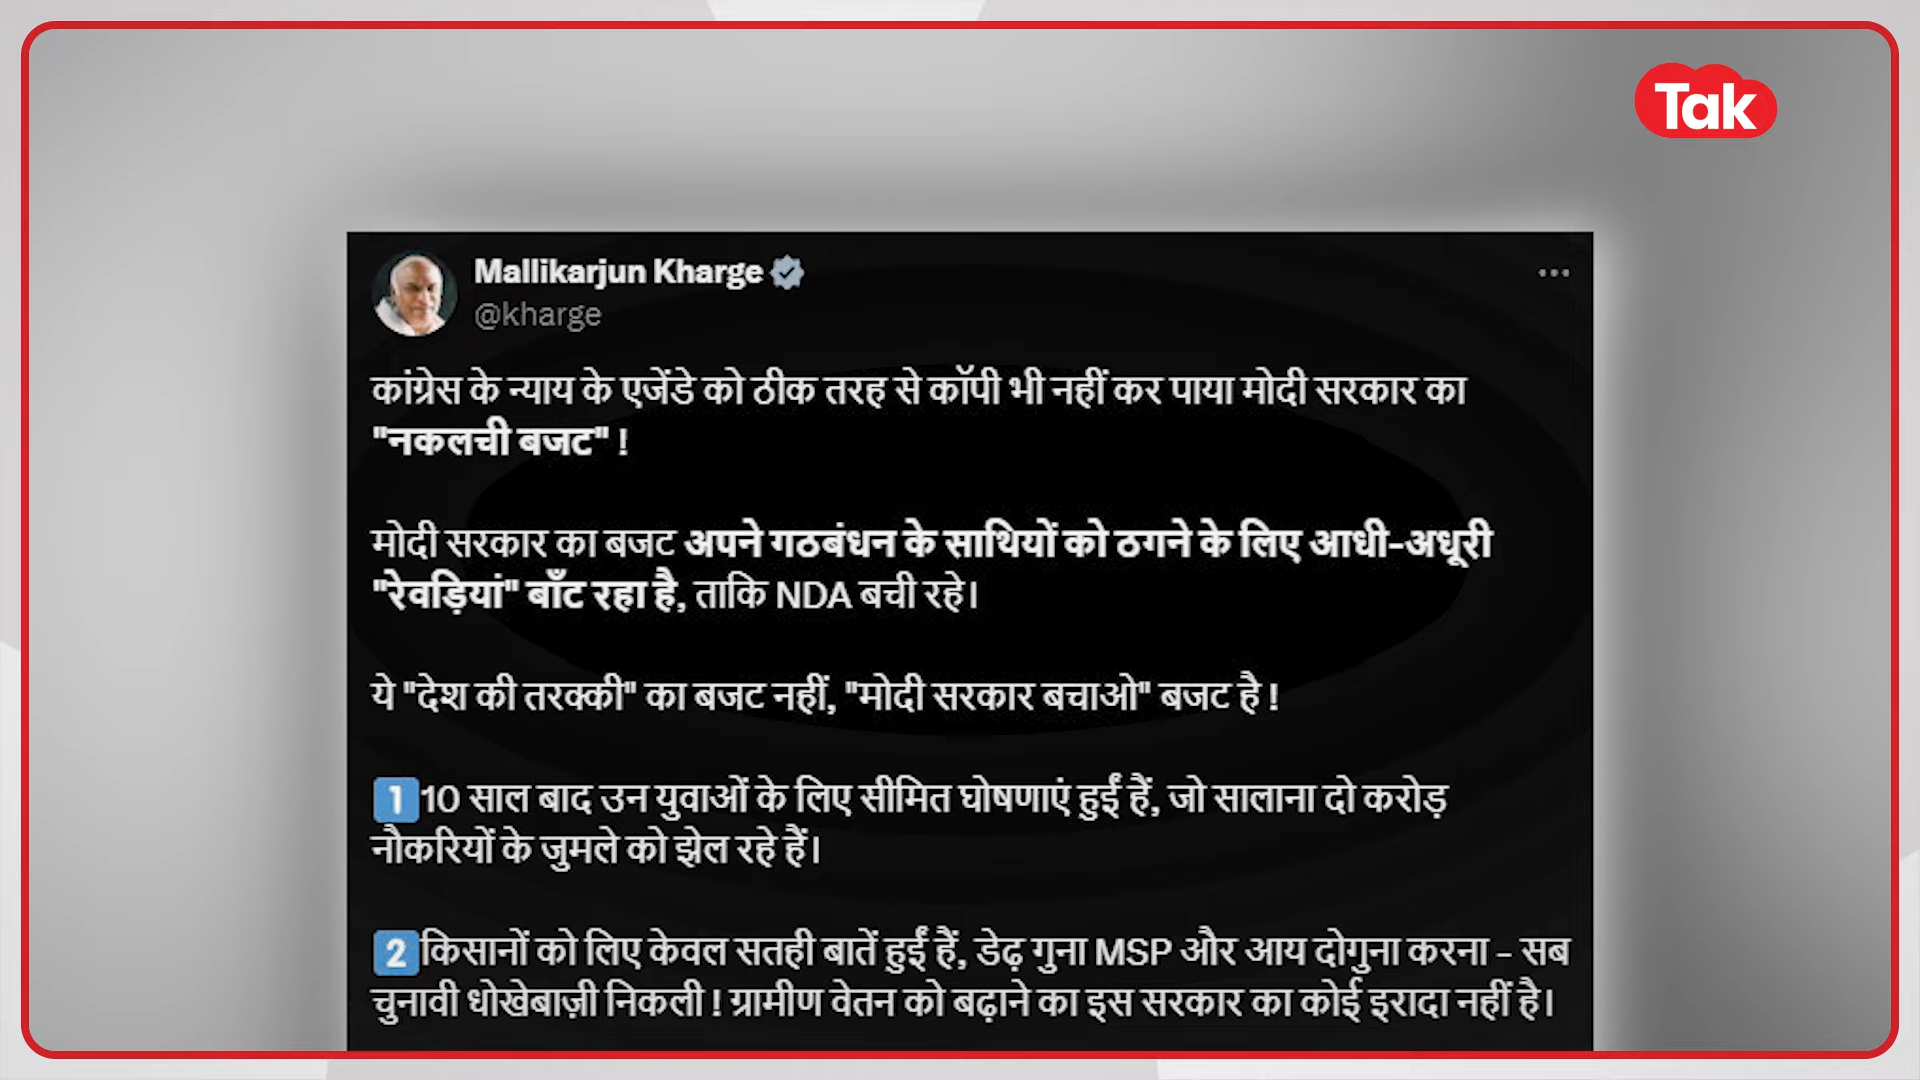 Tak
Mallikarjun Kharge
@kharge
कांग्रेस के न्याय के एजेंडे को ठीक तरह से कॉपी भी नहीं कर पाया मोदी सरकार का
"नकलची बजट" !
मोदी सरकार का बजट अपने गठबंधन के साथियों को ठगने के लिए आधी-अधूरी
"रेवड़ियां" बाँट रहा है, ताकि NDA बची रहे।
ये "देश की तरक्की" का बजट नहीं, "मोदी सरकार बचाओ" बजट है !
1 10 साल बाद उन युवाओं के लिए सीमित घोषणाएं हुईं हैं, जो सालाना दो करोड़
नौकरियों के जुमले को झेल रहे हैं।
2 किसानों को लिए केवल सतही बातें हुईं हैं, डेढ़ गुना MSP और आय दोगुना करना – सब
चुनावी धोखेबाज़ी निकली ! ग्रामीण वेतन को बढ़ाने का इस सरकार का कोई इरादा नहीं है।